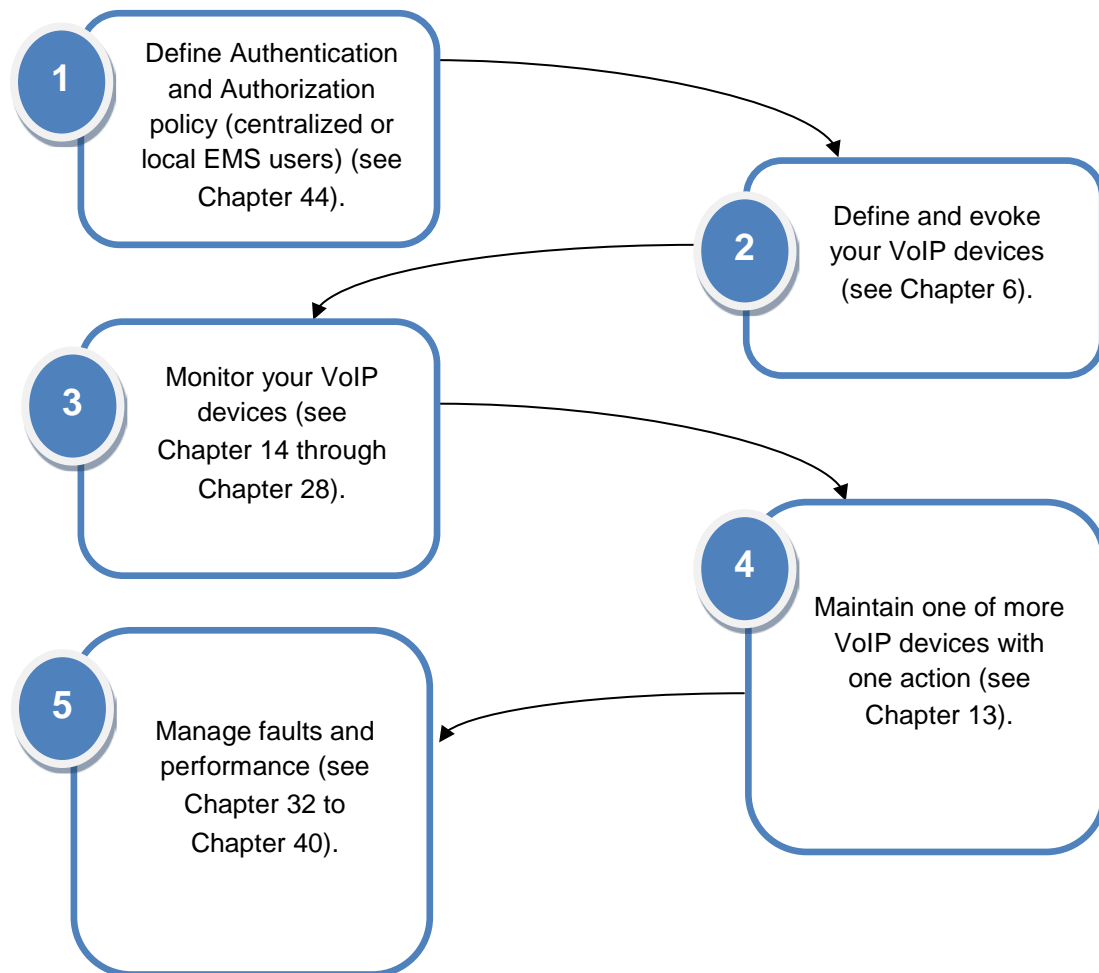 1
Define Authentication
and Authorization
policy (centralized or
local EMS users) (see
Chapter 44).
2
Define and evoke
your VoIP devices
(see Chapter 6).
3
Monitor your VoIP
devices (see
Chapter 14 through
Chapter 28).
4
Maintain one of more
VoIP devices with
one action (see
Chapter 13).
5
Manage faults and
performance (see
Chapter 32 to
Chapter 40).